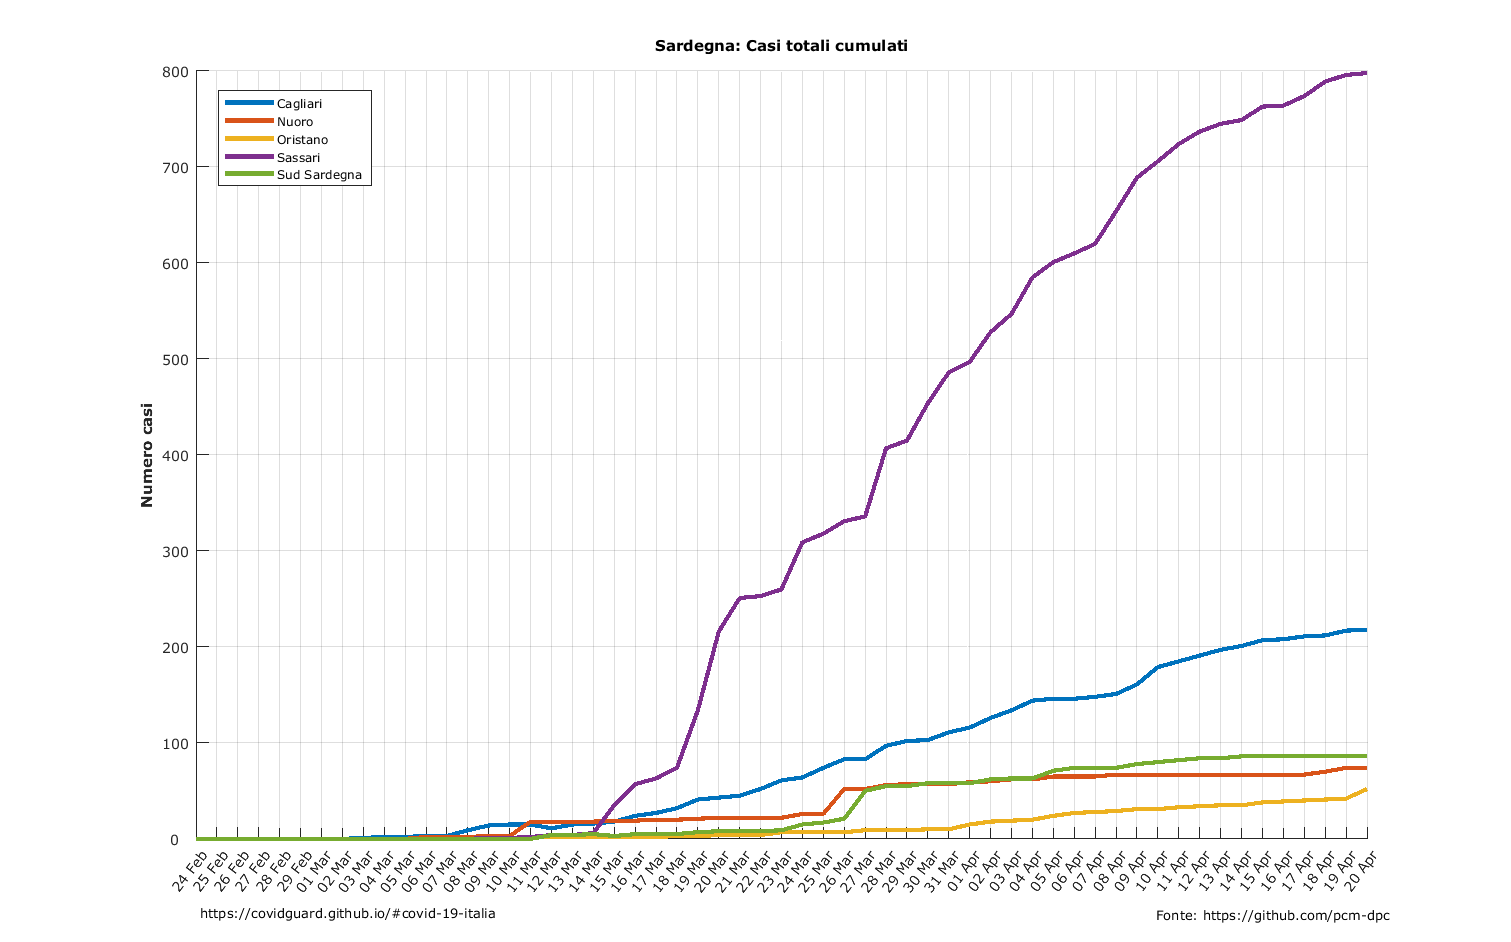 Sardegna: Casi totali cumulati
800
700
600
500
400
300
200
100
0
Numero casi
Cagliari
Nuoro
Oristano
Sassari
Sud Sardegna
24 Feb
25 Feb
26 Feb
27 Feb
28 Feb
29 Feb
01 Mar
02 Mar
03 Mar
04 Mar
05 Mar
06 Mar
07 Mar
08 Mar
09 Mar
10 Mar
11 Mar
12 Mar
13 Mar
14 Mar
15 Mar
16 Mar
17 Mar
18 Mar
19 Mar
20 Mar
21 Mar
22 Mar
23 Mar
24 Mar
25 Mar
26 Mar
27 Mar
28 Mar
29 Mar
30 Mar
31 Mar
01 Apr
02 Apr
03 Apr
04 Apr
05 Apr
06 Apr
07 Apr
08 Apr
09 Apr
10 Apr
11 Apr
12 Apr
13 Apr
14 Apr
15 Apr
16 Apr
17 Apr
18 Apr
19 Apr
20 Apr
https://covidguard.github.io/#covid-19-italia
Fonte: https://github.com/pcm-dpc